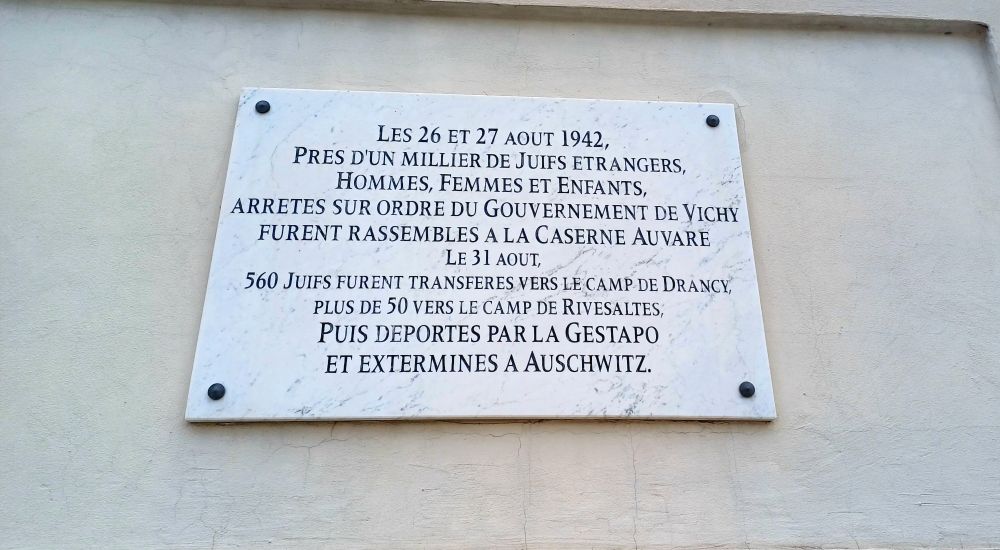 LES 26 ET 27 AOUT 1942,
PRES D'UN MILLIER DE JUIFS ETRANGERS,
HOMMES, FEMMES ET ENFANTS,
ARRETES SUR ORDRE DU GOUVERNEMENT DE VICHY
FURENT RASSEMBLES A LA CASERNE AUVARE
LE 31 AOUT,
560 JUIFS FURENT TRANSFERES VERS LE CAMP DE DRANCY,
PLUS DE 50 VERS LE CAMP DE RIVESALTES,
PUIS DEPORTES PAR LA GESTAPO
ET EXTERMINES A AUSCHWITZ.